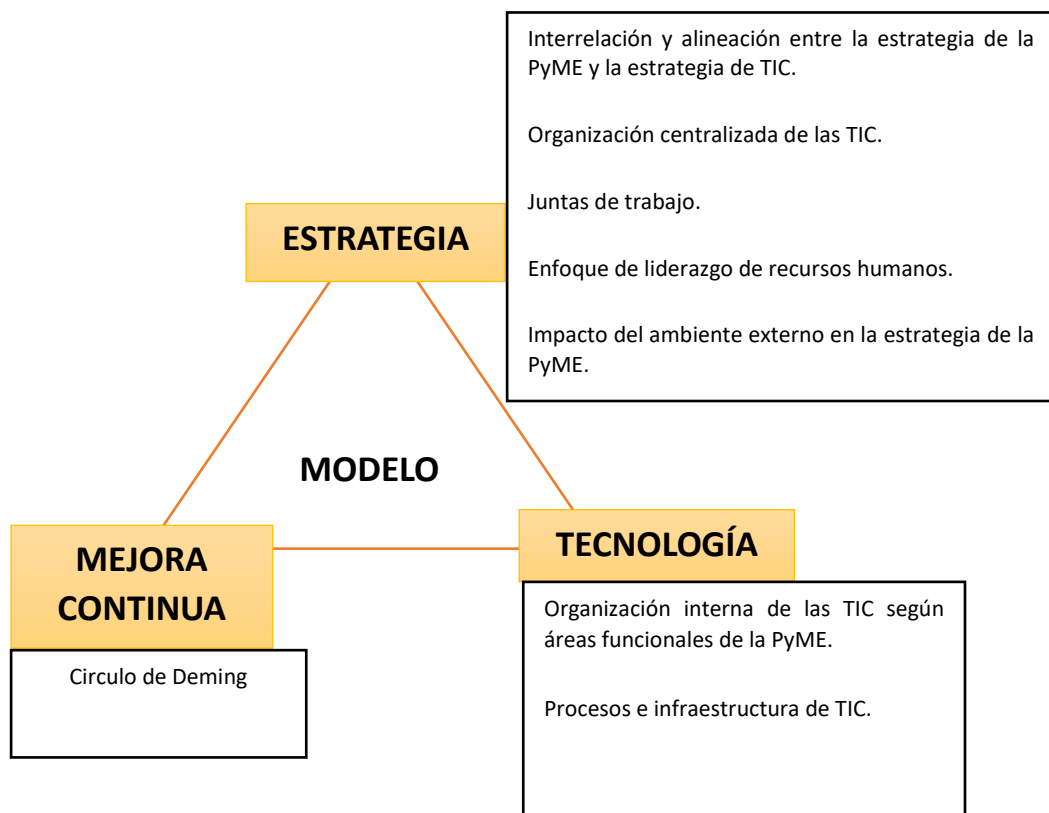 Interrelación y alineación entre la estrategia de la
PyME y la estrategia de TIC.
Organización centralizada de las TIC.
Juntas de trabajo.
Enfoque de liderazgo de recursos humanos.
Impacto del ambiente externo en la estrategia de la
PyME.
ESTRATEGIA
MODELO
MEJORA
CONTINUA
Circulo de Deming
TECNOLOGÍA
Organización interna de las TIC según
áreas funcionales de la PyME.
Procesos e infraestructura de TIC.